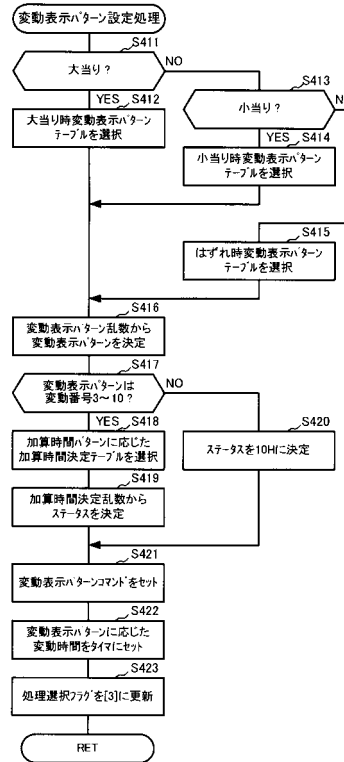 変動表示パターン設定処理
S411
大当り？
NO
S413
YES
S412
小当り？
N
大当り時変動表示パターン
テーブルを選択
YES
S414
小当り時変動表示パターン
テーブルを選択
S415
はずれ時変動表示パターン
テーブルを選択
S416
変動表示パターン乱数から
変動表示パターンを決定
S417
変動表示パターンは
変動番号3～10？
NO
YES
S418
S420
加算時間パターンに応じた
加算時間決定テーブルを選択
ステータスを10Hに決定
S419
加算時間決定乱数から
ステータスを決定
S421
変動表示パターンコマンドをセット
S422
変動表示パターンに応じた
変動時間をタイマにセット
S423
処理選択フラグを[3]に更新
RET